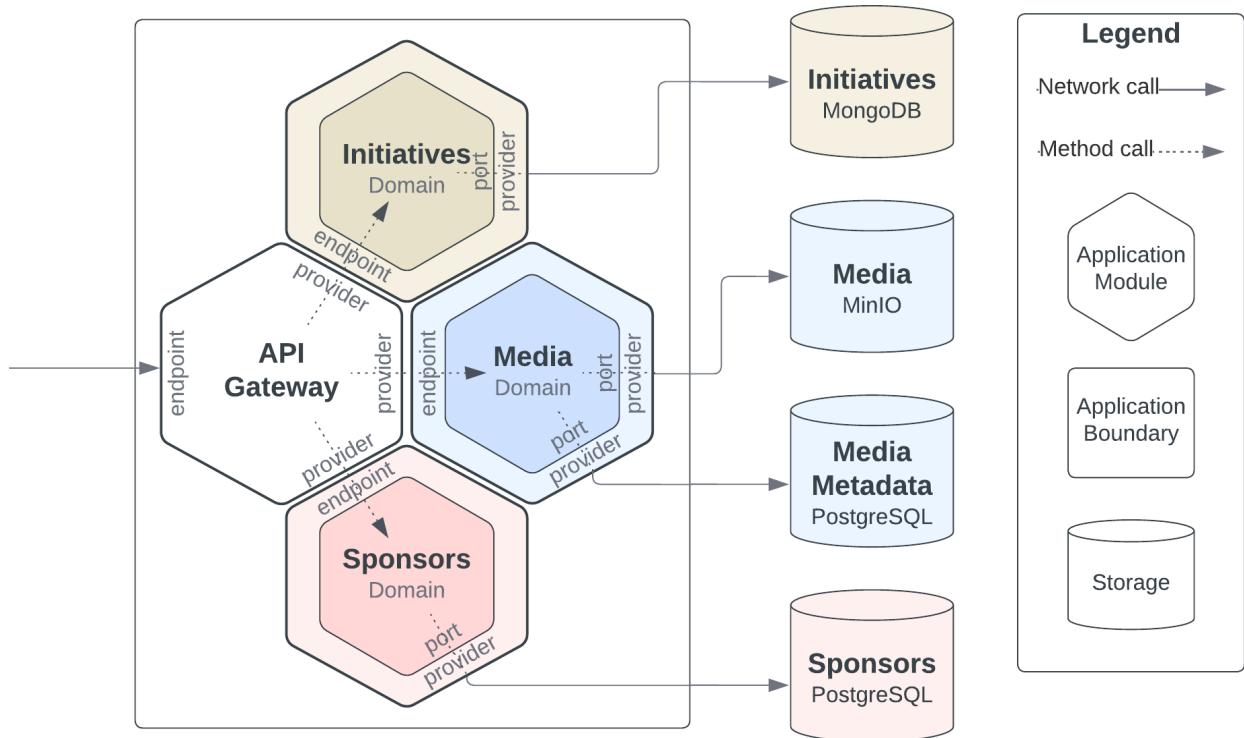 Initiatives
Domain
port
provider
endpoint
provider
endpoint
API
Gateway
provider
endpoint
Media
Domain
port
provider
port
provider
provider
endpoint
Sponsors
Domain
port
provider
Initiatives
MongoDB
Media
MinIO
Media
Metadata
PostgreSQL
Sponsors
PostgreSQL
Legend
Network call
Method call
Application
Module
Application
Boundary
Storage